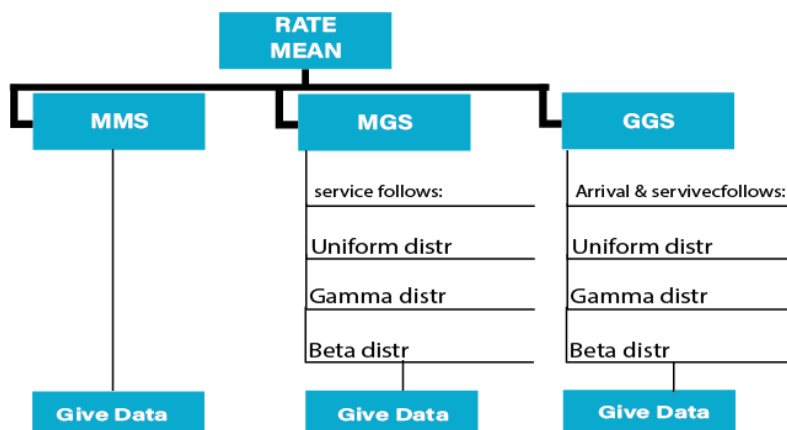 RATE
MEAN
MMS
MGS
GGS
service follows:
Arrival & servivecfollows:
Uniform distr
Uniform distr
Gamma distr
Gamma distr
Beta distr
Beta distr
Give Data
Give Data
Give Data